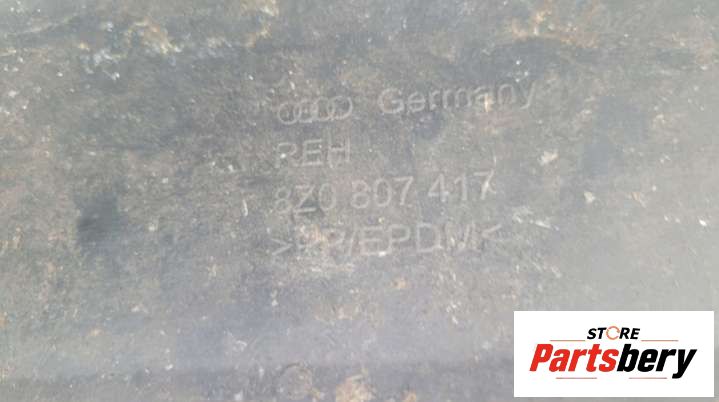 Germany
REH
8Z0 807 417
>PP/EPDM<
STORE
Partsbery